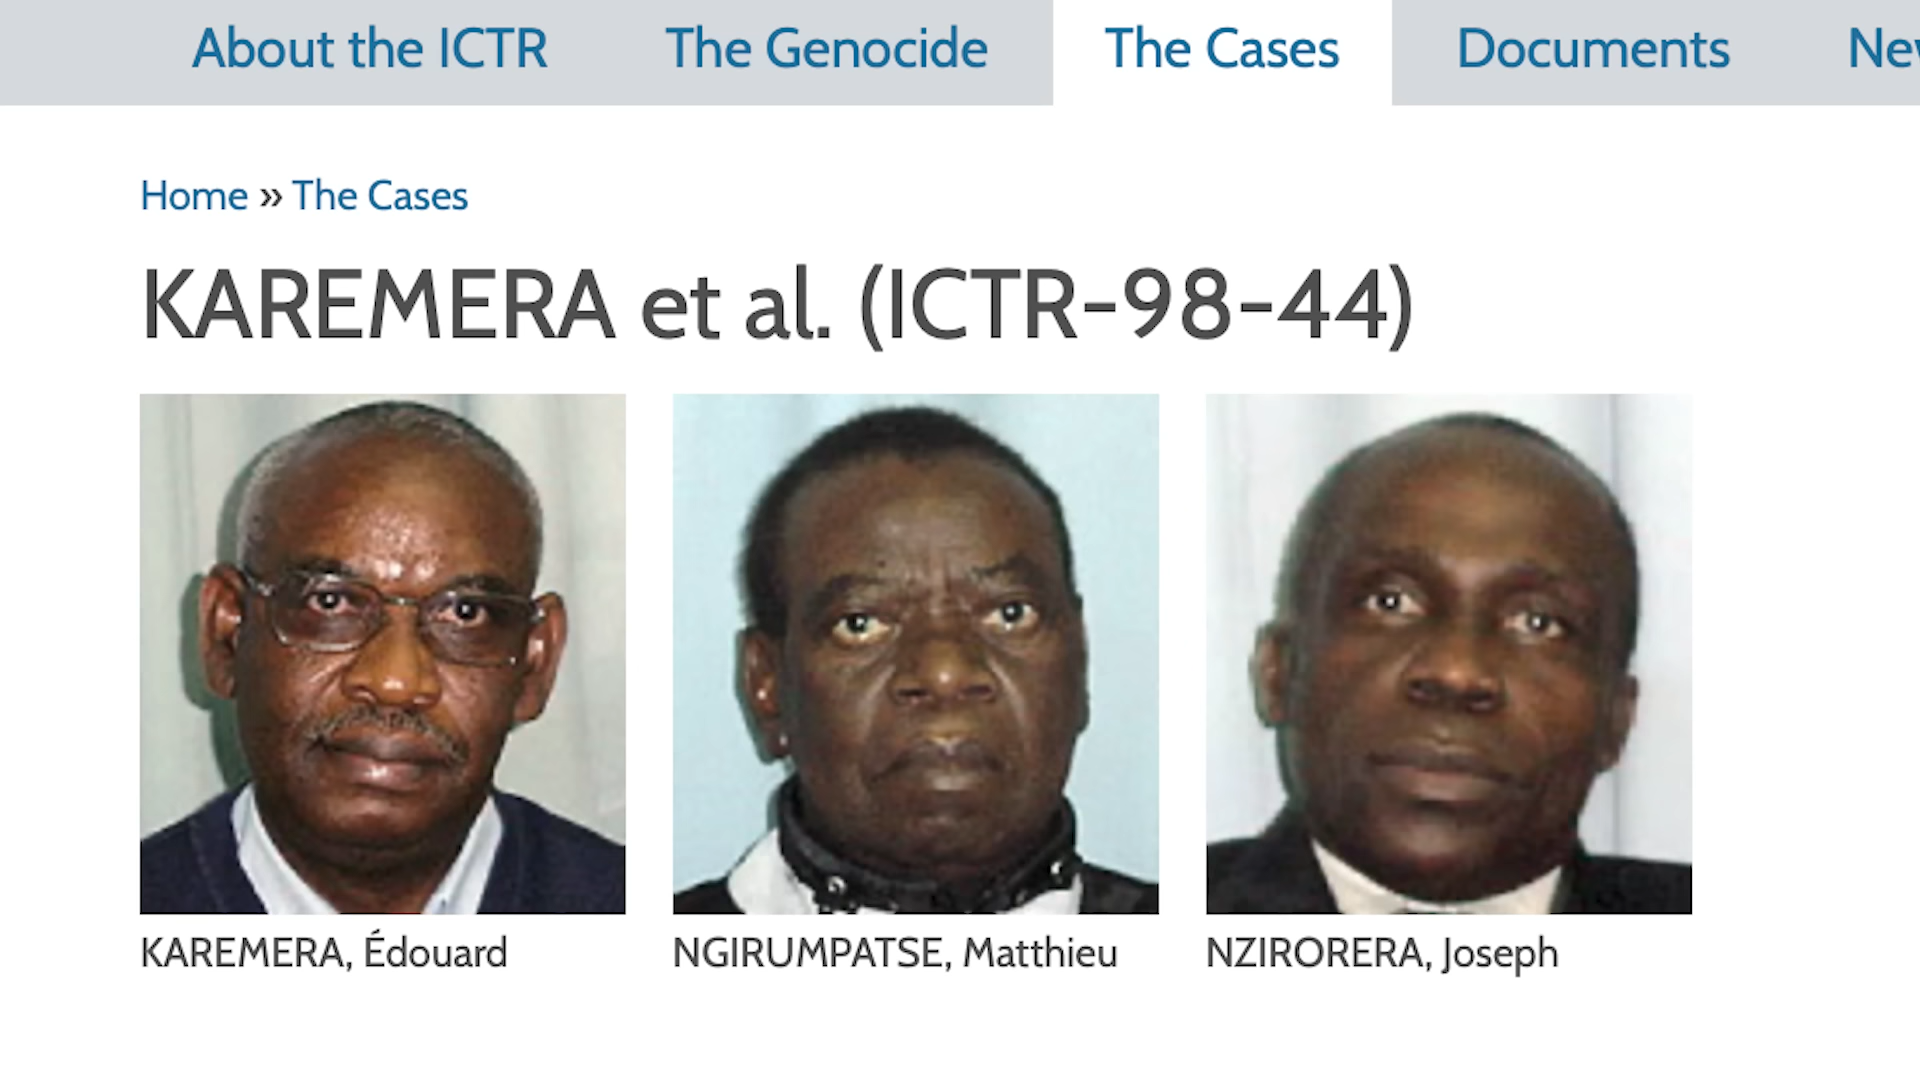 About the ICTR The Genocide The Cases Documents
Home » The Cases
KAREMERA et al. (ICTR-98-44)
KAREMERA, Édouard NGIRUMPATSE, Matthieu NZIRORERA, Joseph